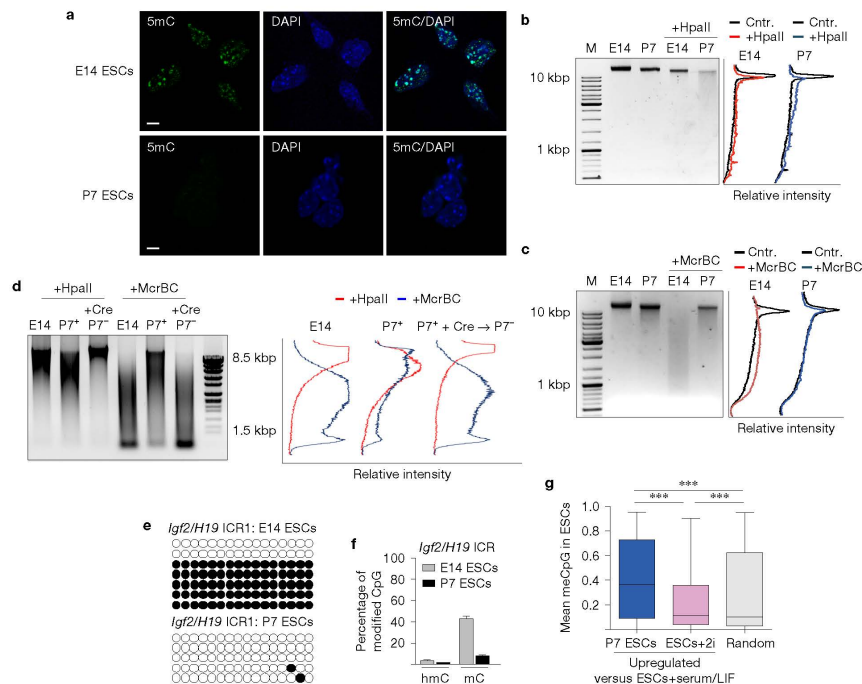 a
5mC
DAPI
5mC/DAPI
E14 ESCs
5mC
DAPI
5mC/DAPI
P7 ESCs
b
+HpaII
M E14 P7 E14 P7
10 kbp
1 kbp
Cntr.
+HpaII
E14
Cntr.
+HpaII
P7
Relative intensity
c
+McrBC
M E14 P7 E14 P7
10 kbp
1 kbp
Cntr.
+McrBC
E14
Cntr.
+McrBC
P7
Relative intensity
d
+HpaII +McrBC
+Cre +Cre
E14 P7⁺ P7⁻ E14 P7⁺ P7⁻
8.5 kbp
1.5 kbp
+HpaII +McrBC
E14 P7⁺ P7⁺ + Cre → P7⁻
Relative intensity
e
Igf2/H19 ICR1: E14 ESCs
Igf2/H19 ICR1: P7 ESCs
f
Igf2/H19 ICR
E14 ESCs
P7 ESCs
Percentage of
modified CpG
100
80
60
40
20
hmC mC
g
***
*** ***
Mean meCpG in ESCs
1.0
0.8
0.6
0.4
0.2
P7 ESCs ESCs+2i Random
Upregulated
versus ESCs+serum/LIF